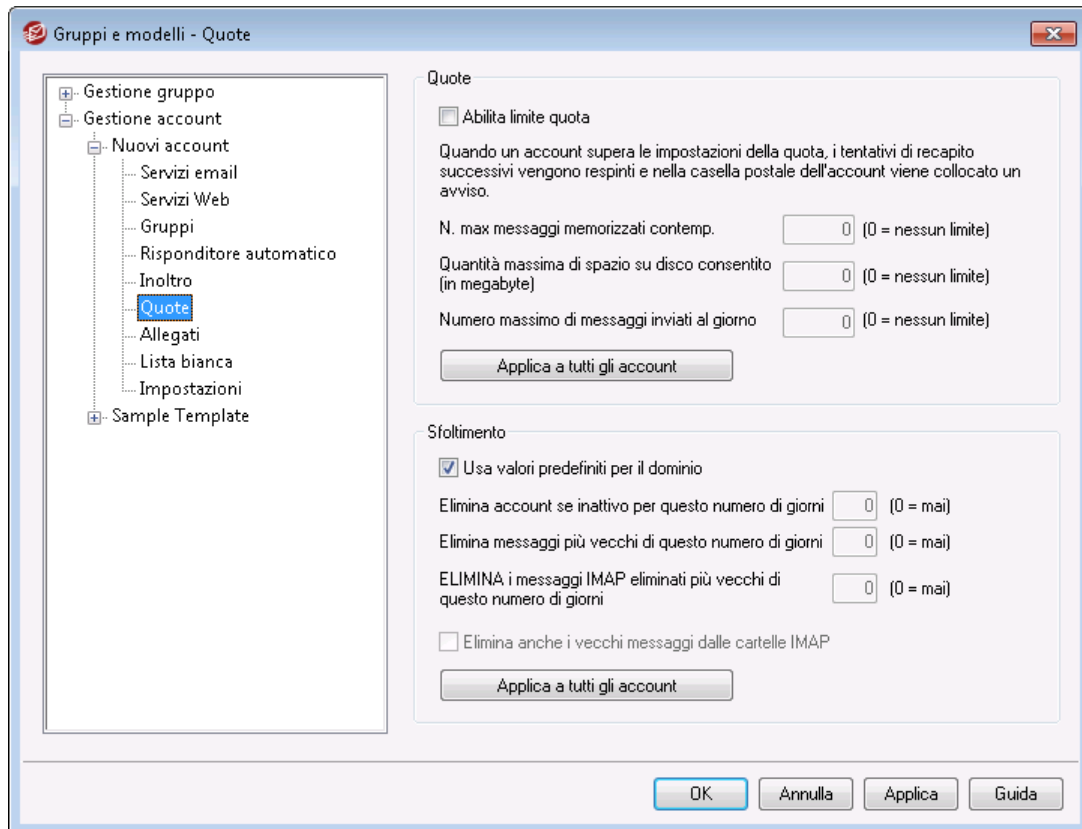 Gruppi e modelli - Quote
Gestione gruppo
Gestione account
Nuovi account
Servizi email
Servizi Web
Gruppi
Risponditore automatico
Inoltro
Quote
Allegati
Lista bianca
Impostazioni
Sample Template
Quote
Abilita limite quota
Quando un account supera le impostazioni della quota, i tentativi di recapito
successivi vengono respinti e nella casella postale dell'account viene collocato un
avviso.
N. max messaggi memorizzati contemp. 0 (0 = nessun limite)
Quantità massima di spazio su disco consentito
(in megabyte) 0 (0 = nessun limite)
Numero massimo di messaggi inviati al giorno 0 (0 = nessun limite)
Applica a tutti gli account
Sfoltimento
Usa valori predefiniti per il dominio
Elimina account se inattivo per questo numero di giorni 0 (0 = mai)
Elimina messaggi più vecchi di questo numero di giorni 0 (0 = mai)
ELIMINA i messaggi IMAP eliminati più vecchi di
questo numero di giorni 0 (0 = mai)
Elimina anche i vecchi messaggi dalle cartelle IMAP
Applica a tutti gli account
OK Annulla Applica Guida